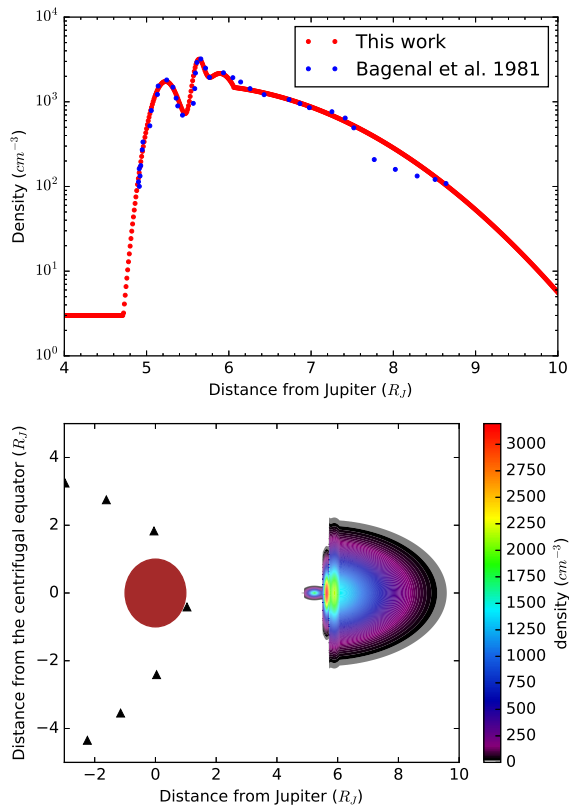 10^4
10^3
10^2
10^1
10^0
Density (cm^{-3})
This work
Bagenal et al. 1981
4 5 6 7 8 9 10
Distance from Jupiter (R_J)
4
2
0
−2
−4
Distance from the centrifugal equator (R_J)
−2 0 2 4 6 8 10
Distance from Jupiter (R_J)
3000
2750
2500
2250
2000
1750
1500
1250
1000
750
500
250
0
density (cm^{-3})